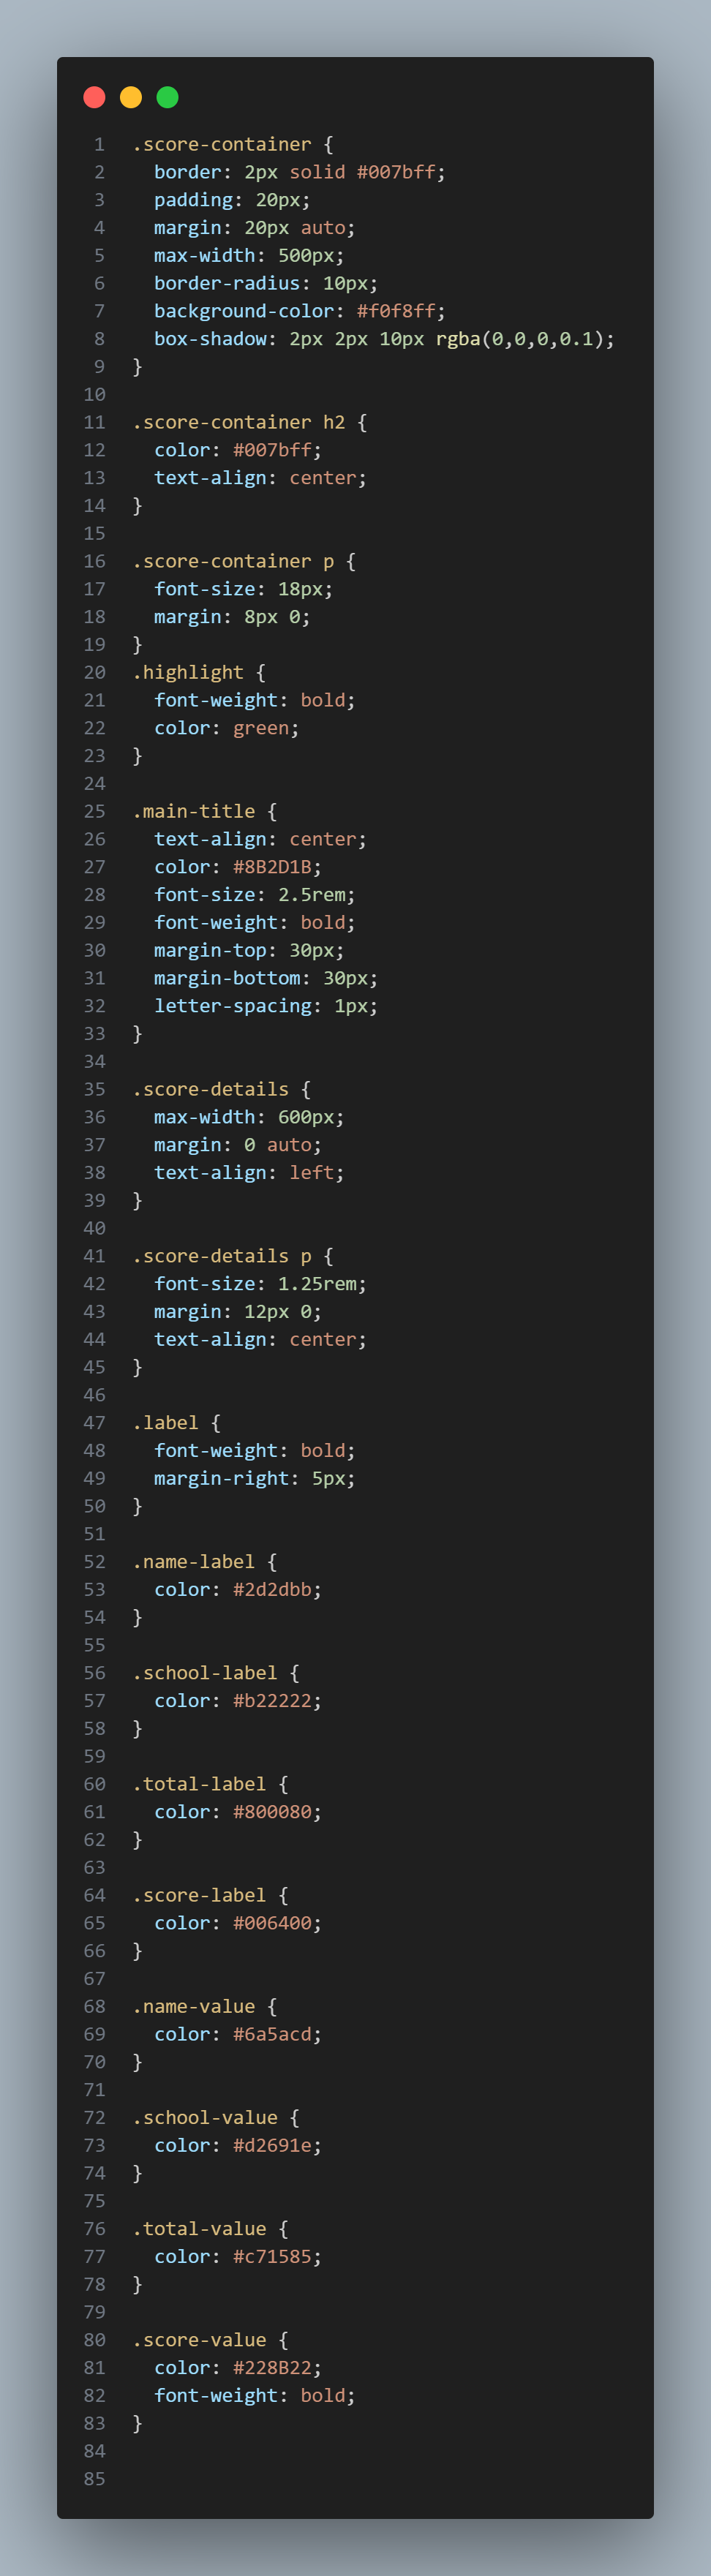 1 .score-container {
2   border: 2px solid #007bff;
3   padding: 20px;
4   margin: 20px auto;
5   max-width: 500px;
6   border-radius: 10px;
7   background-color: #f0f8ff;
8   box-shadow: 2px 2px 10px rgba(0,0,0,0.1);
9 }
10
11 .score-container h2 {
12   color: #007bff;
13   text-align: center;
14 }
15
16 .score-container p {
17   font-size: 18px;
18   margin: 8px 0;
19 }
20 .highlight {
21   font-weight: bold;
22   color: green;
23 }
24
25 .main-title {
26   text-align: center;
27   color: #8B2D1B;
28   font-size: 2.5rem;
29   font-weight: bold;
30   margin-top: 30px;
31   margin-bottom: 30px;
32   letter-spacing: 1px;
33 }
34
35 .score-details {
36   max-width: 600px;
37   margin: 0 auto;
38   text-align: left;
39 }
40
41 .score-details p {
42   font-size: 1.25rem;
43   margin: 12px 0;
44   text-align: center;
45 }
46
47 .label {
48   font-weight: bold;
49   margin-right: 5px;
50 }
51
52 .name-label {
53   color: #2d2dbb;
54 }
55
56 .school-label {
57   color: #b22222;
58 }
59
60 .total-label {
61   color: #800080;
62 }
63
64 .score-label {
65   color: #006400;
66 }
67
68 .name-value {
69   color: #6a5acd;
70 }
71
72 .school-value {
73   color: #d2691e;
74 }
75
76 .total-value {
77   color: #c71585;
78 }
79
80 .score-value {
81   color: #228B22;
82   font-weight: bold;
83 }
84
85